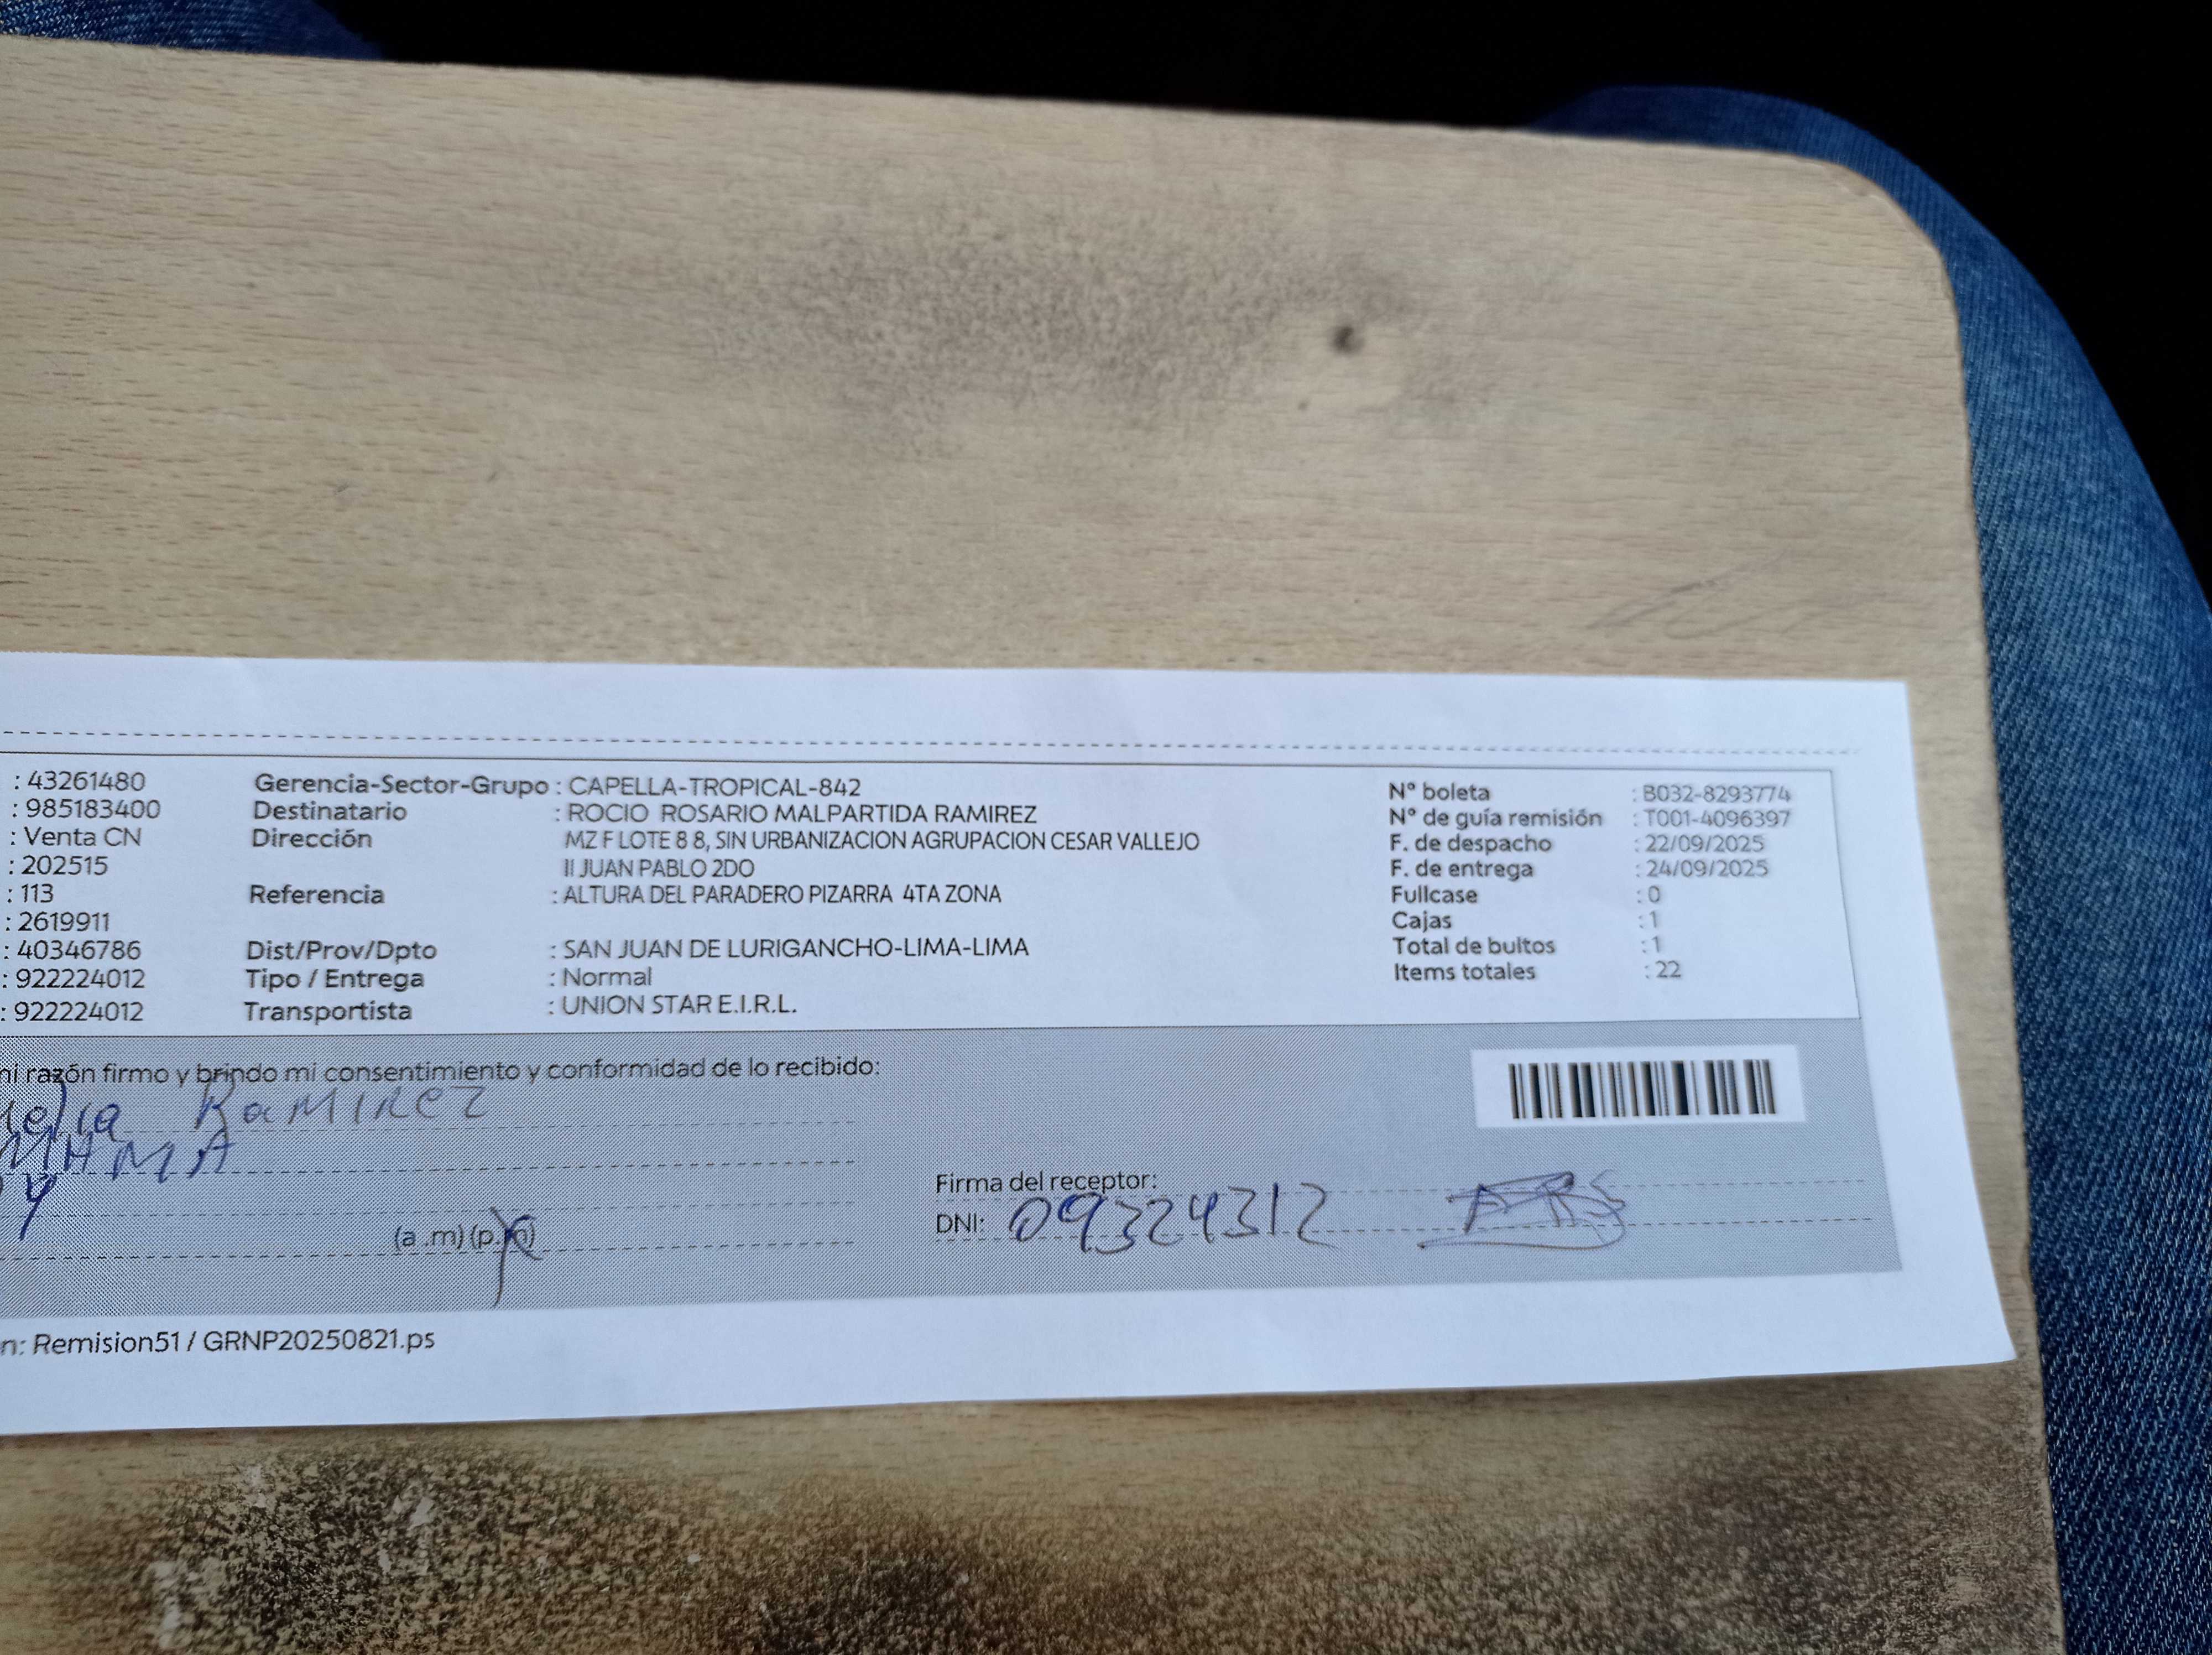 : 43261480 Gerencia-Sector-Grupo : CAPELLA-TROPICAL-842 N° boleta : B032-8293774
: 985183400 Destinatario : ROCIO ROSARIO MALPARTIDA RAMIREZ N° de guía remisión : T001-4096397
: Venta CN Dirección MZ F LOTE 8 8, SIN URBANIZACION AGRUPACION CESAR VALLEJO F. de despacho : 22/09/2025
: 202515 II JUAN PABLO 2DO F. de entrega : 24/09/2025
: 113 Referencia : ALTURA DEL PARADERO PIZARRA 4TA ZONA Fullcase : 0
: 2619911 Cajas : 1
: 40346786 Dist/Prov/Dpto : SAN JUAN DE LURIGANCHO-LIMA-LIMA Total de bultos : 1
: 922224012 Tipo / Entrega : Normal Items totales : 22
: 922224012 Transportista : UNION STAR E.I.R.L.
mi razón firmo y brindo mi consentimiento y conformidad de lo recibido:
RAMIREZ
Firma del receptor:
(a .m) (p.m) DNI: 09324312
n: Remision51 / GRNP20250821.ps